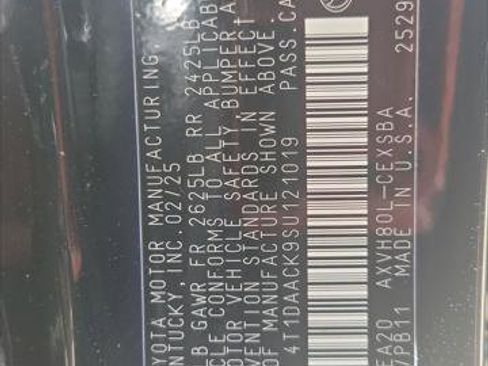 YOTA MOTOR MANUFACTURING
NTUCKY, INC. 02/25
B GAWR FR 2625LB RR 2425LB
CLE CONFORMS TO ALL APPLICAB
OTOR VEHICLE SAFETY, BUMPER, A
VENTION STANDARDS IN EFFECT
OF MANUFACTURE SHOWN ABOVE.
4T1DAACK9SU121019 PASS.CA
EA20 AXVH80L-CEXSBA
/PB11 MADE IN U.S.A. 2529